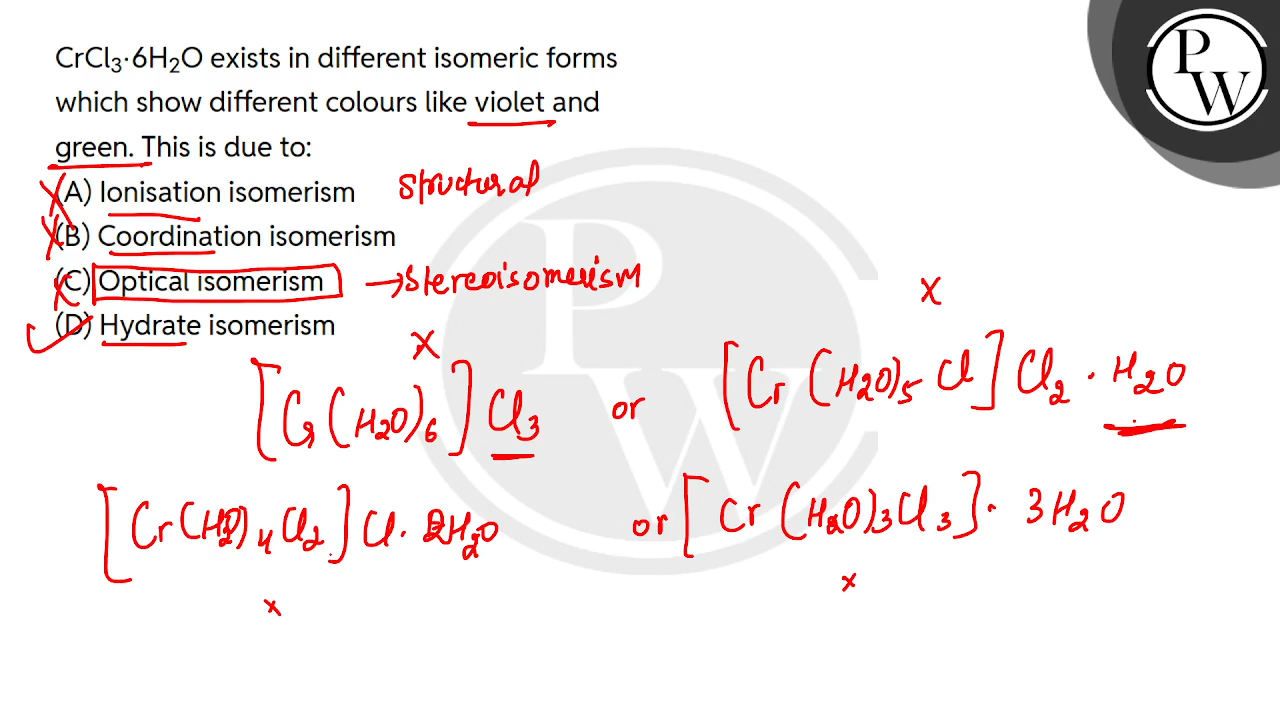 CrCl₃·6H₂O exists in different isomeric forms
which show different colours like violet and
green. This is due to:
(A) Ionisation isomerism structural
(B) Coordination isomerism
(C) Optical isomerism → stereoisomerism
(D) Hydrate isomerism
[Cr(H₂O)₆]Cl₃ or [Cr(H₂O)₅Cl]Cl₂·H₂O
[Cr(H₂O)₄Cl₂]Cl·2H₂O or [Cr(H₂O)₃Cl₃]·3H₂O
P
W
P
W